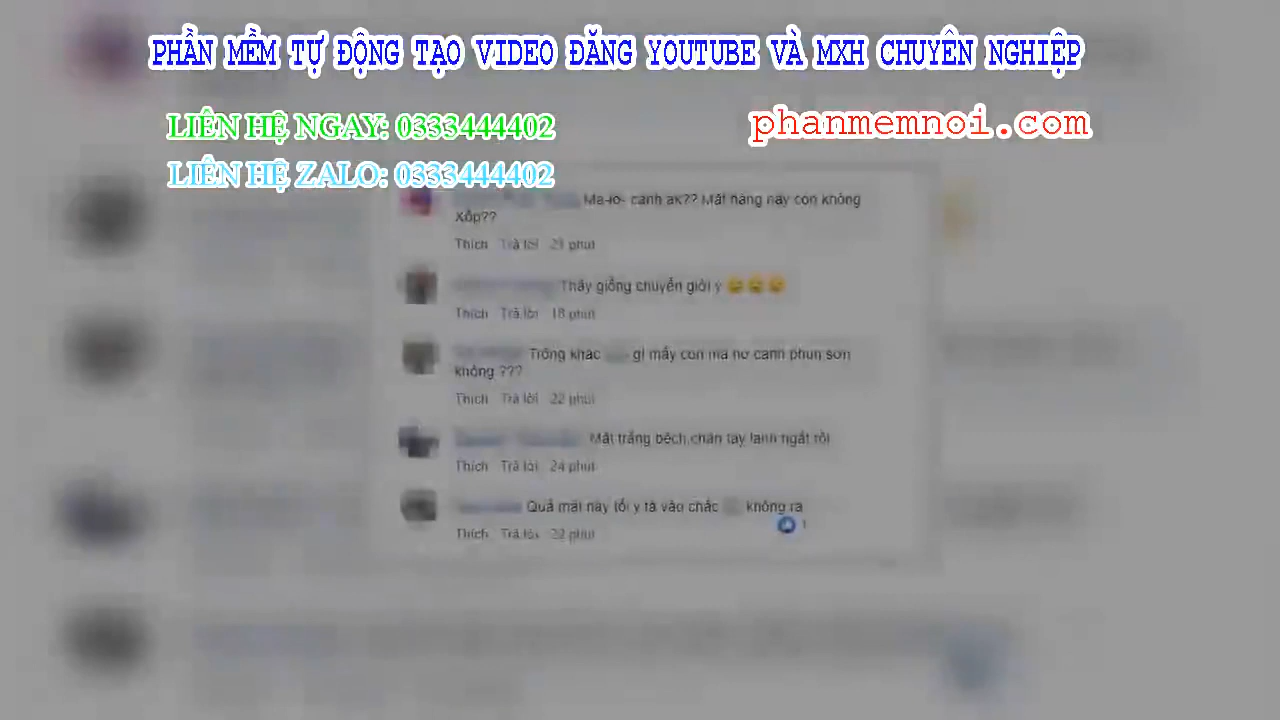 PHẦN MỀM TỰ ĐỘNG TẠO VIDEO ĐĂNG YOUTUBE VÀ MXH CHUYÊN NGHIỆP
LIÊN HỆ NGAY: 0333444402
phanmemnoi.com
LIÊN HỆ ZALO: 0333444402
Ma-lơ- canh ak?? Mặt hàng này còn không
Xốp??
Thích Trả lời 21 phút
Thấy giống chuyển giới ý
Thích Trả lời 18 phút
Trông khác gì mấy con ma nơ canh phun sơn
không ???
Thích Trả lời 22 phút
Mặt trắng bệch,chân tay lạnh ngắt rồi
Thích Trả lời 24 phút
Quả mặt này tối y tá vào chắc không ra
1
Thích Trả lời 22 phút